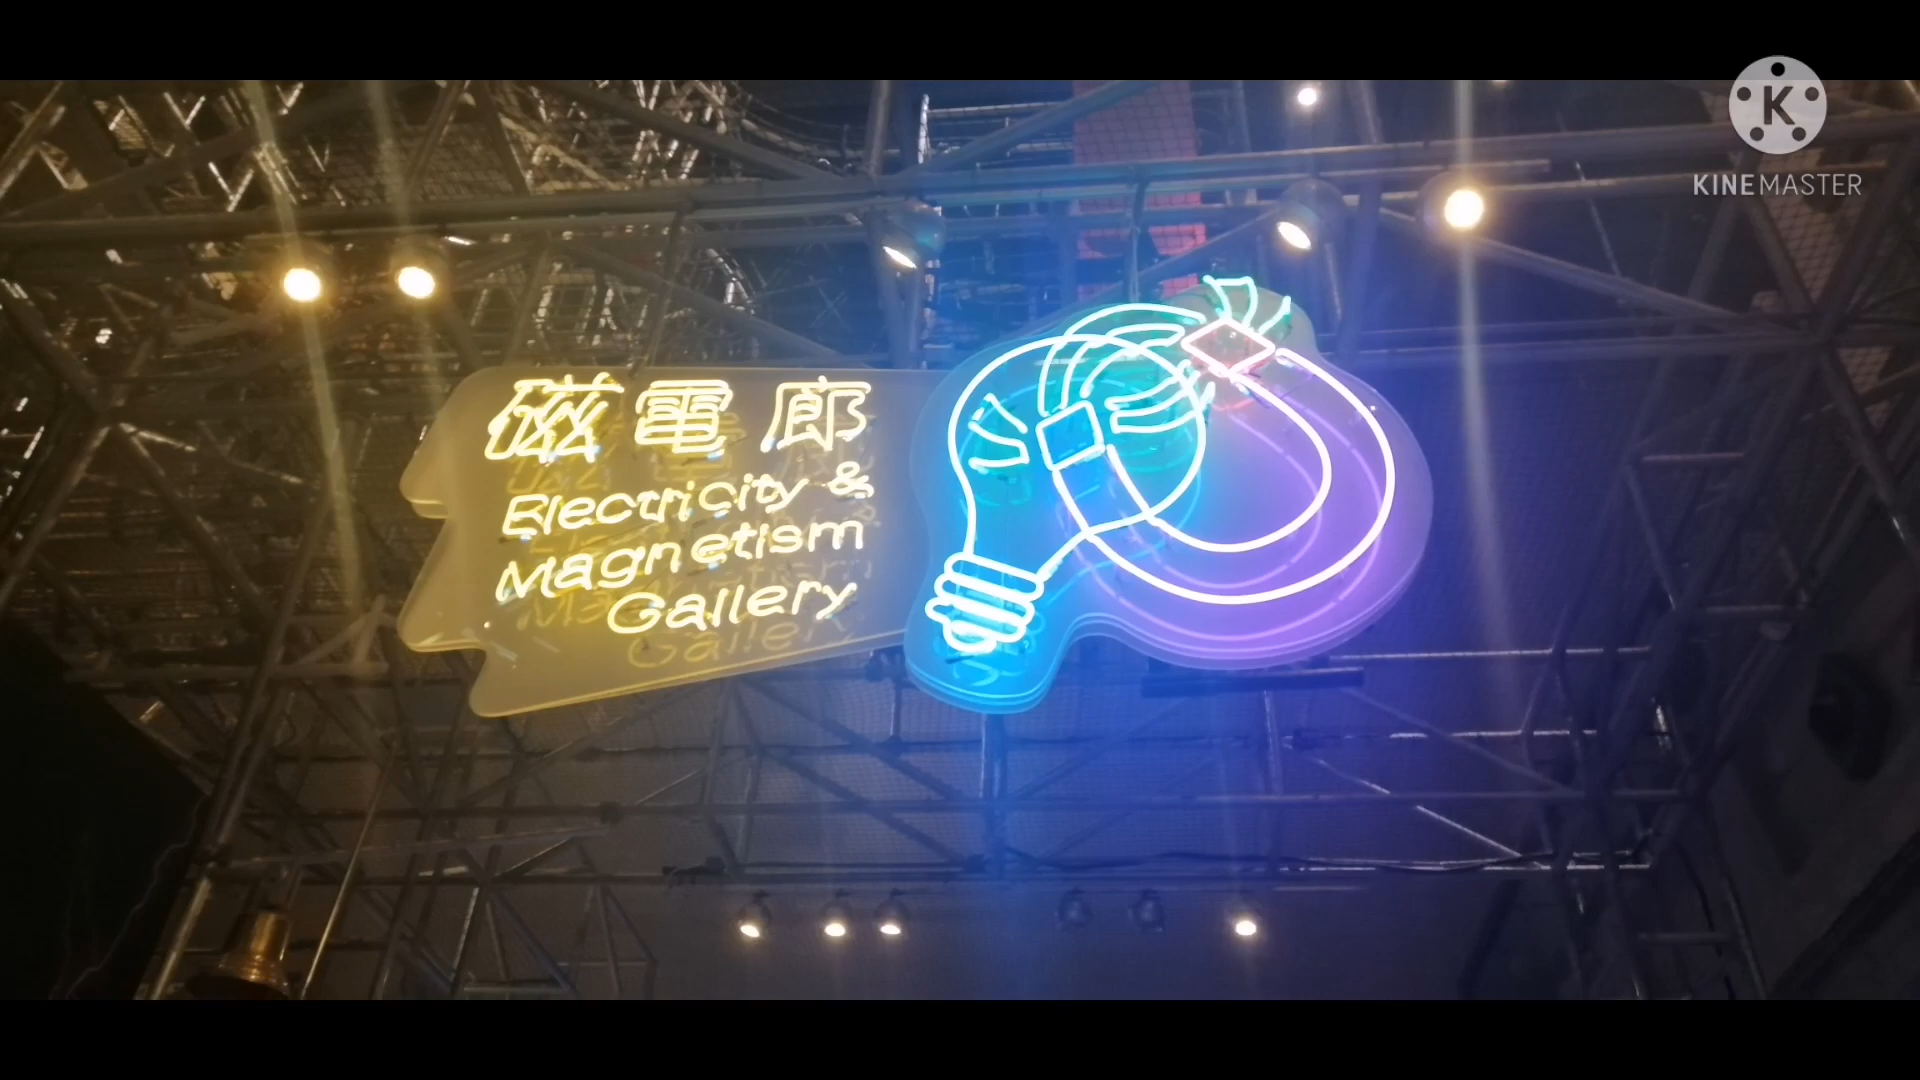 磁電廊
Electricity &
Magnetism
Gallery
K
KINEMASTER